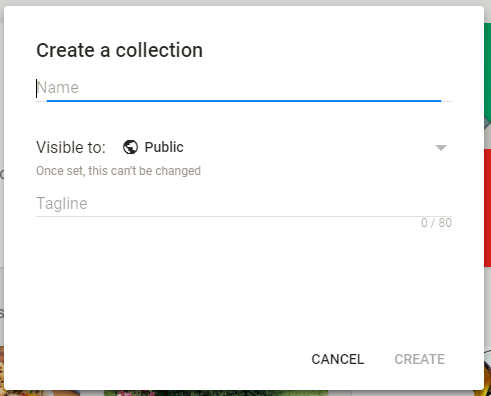 Create a collection
Name
Visible to: Public
Once set, this can't be changed
Tagline
0 / 80
CANCEL CREATE